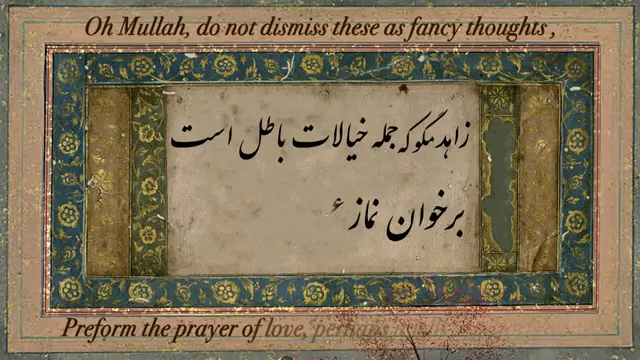 Oh Mullah, do not dismiss these as fancy thoughts ,
زاهد مگو که جمله خیالات باطل است
برخوان نماز ع
Preform the prayer of love, perhaps